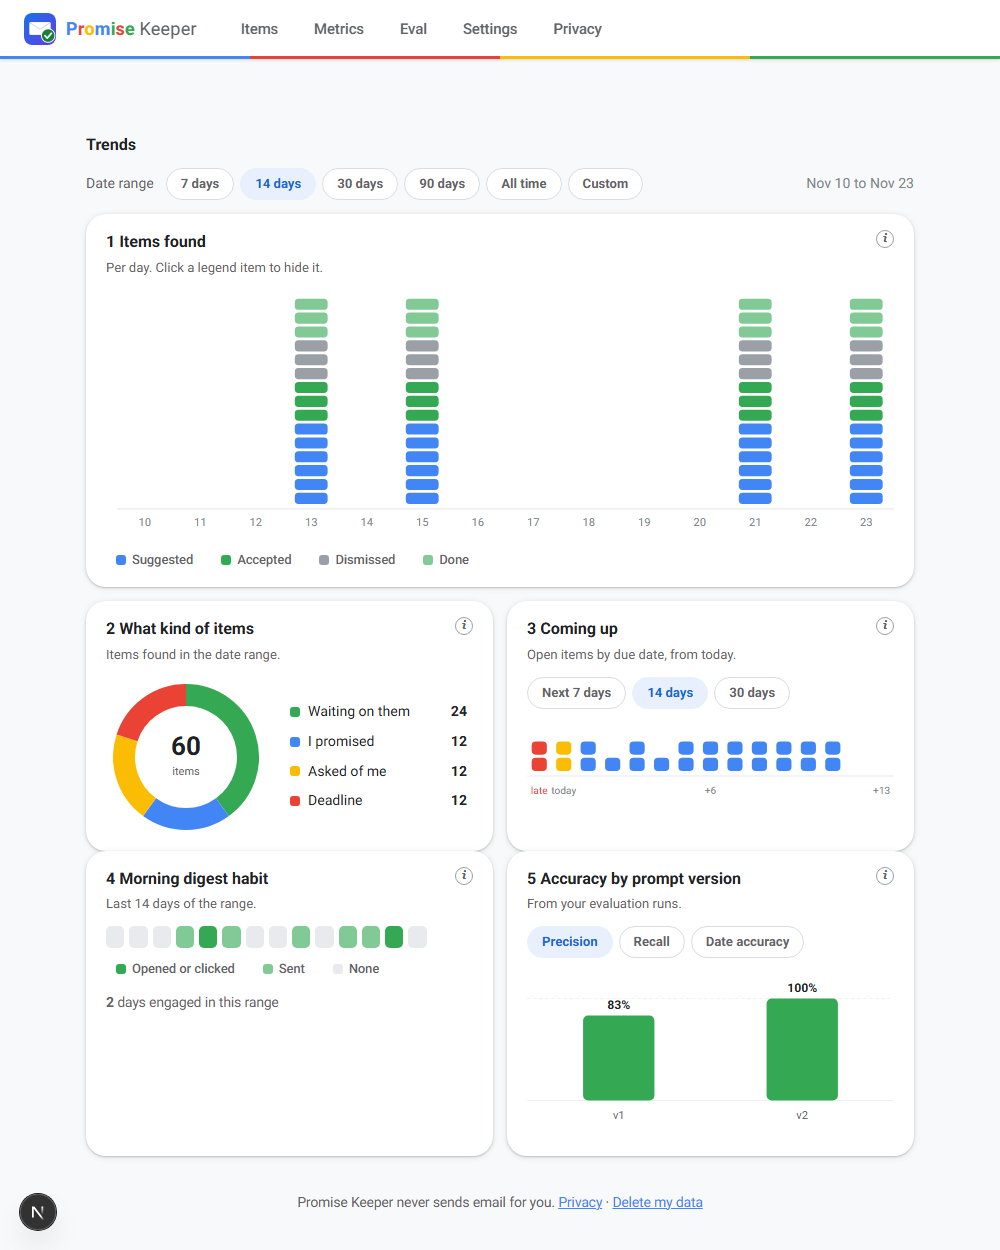 Promise Keeper Items Metrics Eval Settings Privacy
Trends
Date range 7 days 14 days 30 days 90 days All time Custom Nov 10 to Nov 23
1 Items found i
Per day. Click a legend item to hide it.
10 11 12 13 14 15 16 17 18 19 20 21 22 23
Suggested Accepted Dismissed Done
2 What kind of items i
Items found in the date range.
60
items
Waiting on them 24
I promised 12
Asked of me 12
Deadline 12
3 Coming up i
Open items by due date, from today.
Next 7 days 14 days 30 days
late today +6 +13
4 Morning digest habit i
Last 14 days of the range.
Opened or clicked Sent None
2 days engaged in this range
5 Accuracy by prompt version i
From your evaluation runs.
Precision Recall Date accuracy
83% 100%
v1 v2
N Promise Keeper never sends email for you. Privacy · Delete my data